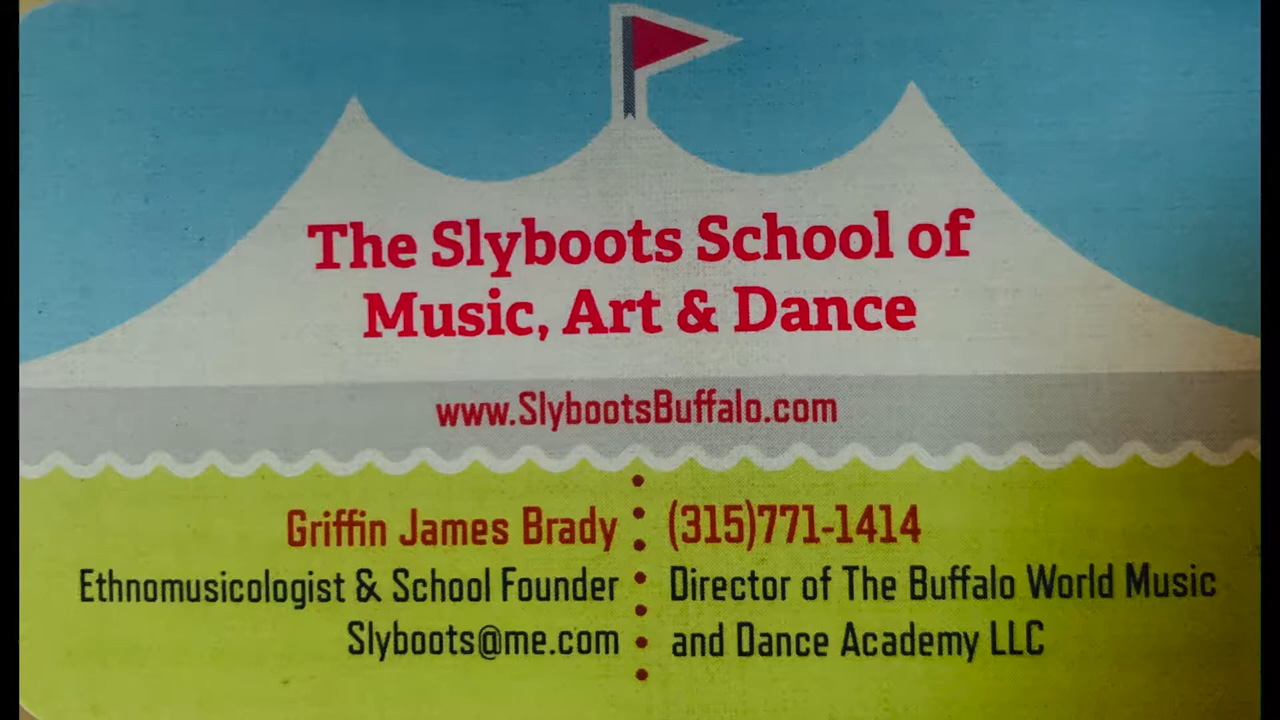 The Slyboots School of
Music, Art & Dance
www.SlybootsBuffalo.com
Griffin James Brady
Ethnomusicologist & School Founder
Slyboots@me.com
(315)771-1414
Director of The Buffalo World Music
and Dance Academy LLC